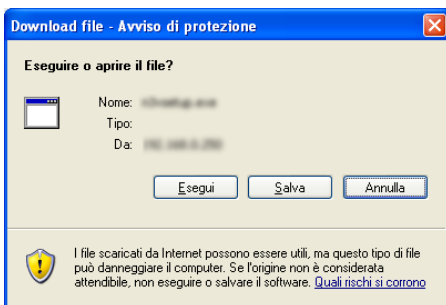 Download file - Avviso di protezione
Eseguire o aprire il file?
Nome:
Tipo:
Da:
Esegui Salva Annulla
I file scaricati da Internet possono essere utili, ma questo tipo di file
può danneggiare il computer. Se l'origine non è considerata
attendibile, non eseguire o salvare il software. Quali rischi si corrono